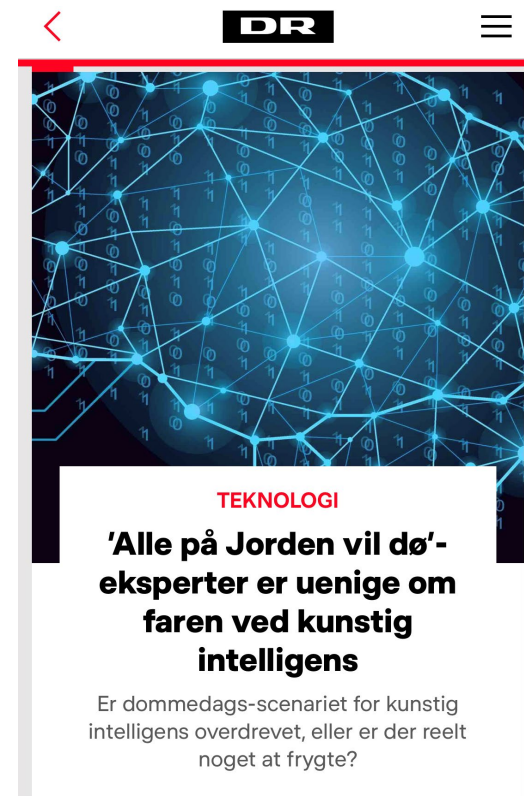 DR
TEKNOLOGI
'Alle på Jorden vil dø'-
eksperter er uenige om
faren ved kunstig
intelligens
Er dommedags-scenariet for kunstig
intelligens overdrevet, eller er der reelt
noget at frygte?